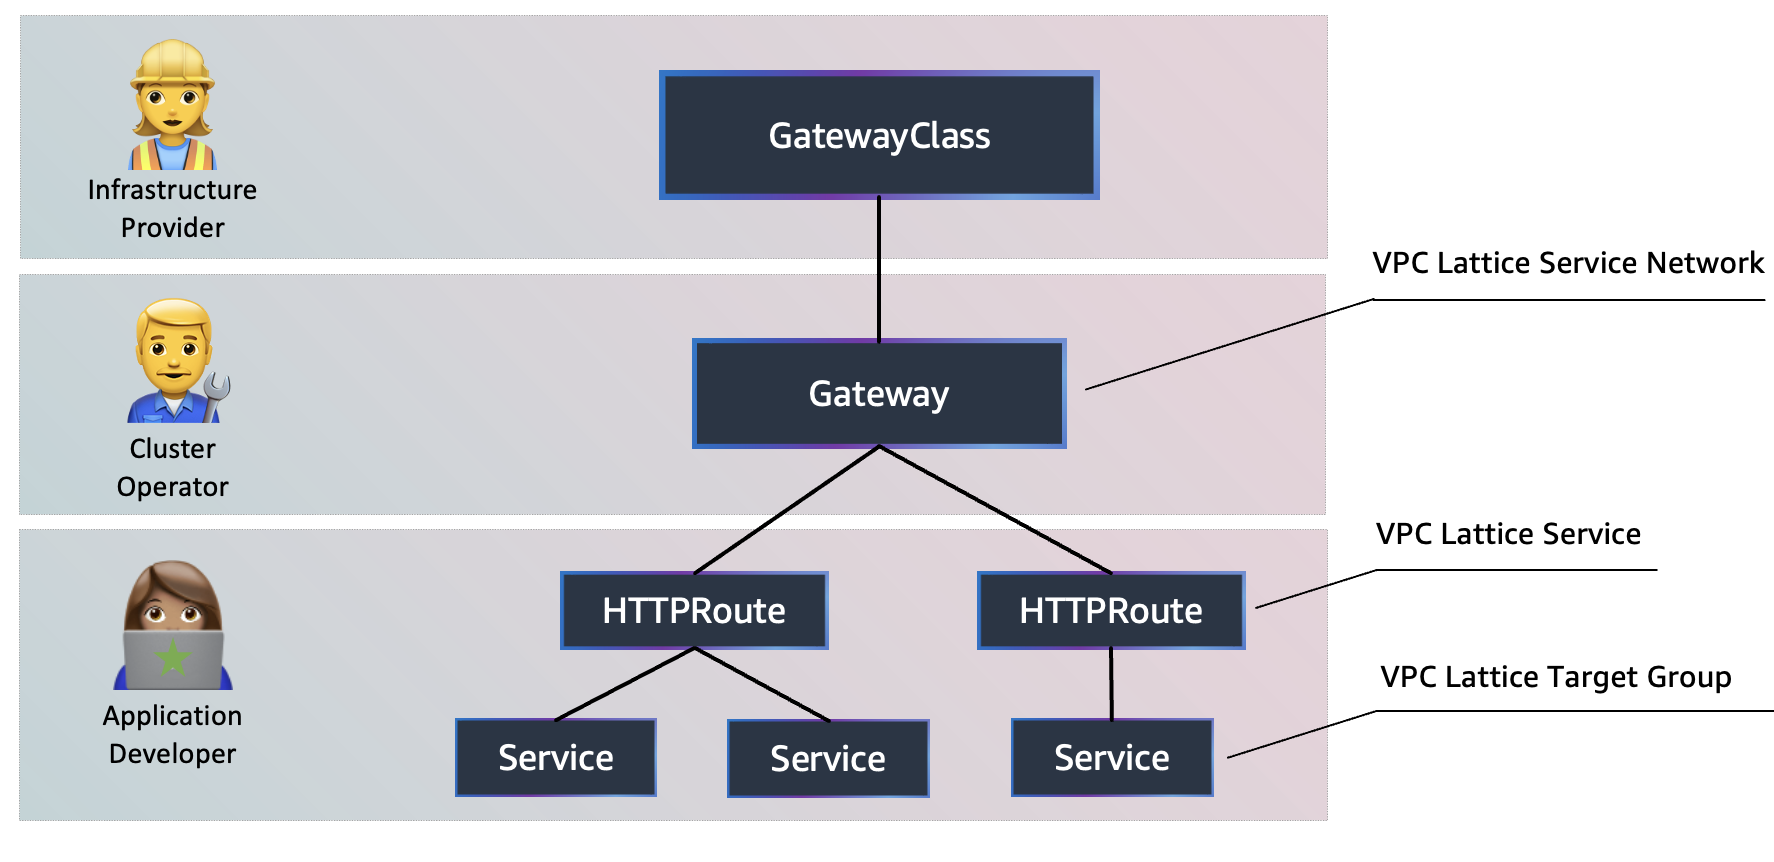 GatewayClass
Infrastructure
Provider
VPC Lattice Service Network
Gateway
Cluster
Operator
VPC Lattice Service
HTTPRoute
HTTPRoute
VPC Lattice Target Group
Application
Developer
Service
Service
Service